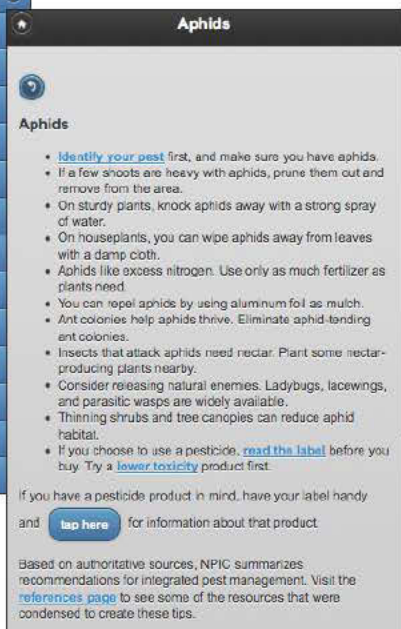 Aphids
Aphids
• Identify your pest first, and make sure you have aphids.
• If a few shoots are heavy with aphids, prune them out and
remove from the area.
• On sturdy plants, knock aphids away with a strong spray
of water.
• On houseplants, you can wipe aphids away from leaves
with a damp cloth.
• Aphids like excess nitrogen. Use only as much fertilizer as
plants need.
• You can repel aphids by using aluminum foil as mulch.
• Ant colonies help aphids thrive. Eliminate aphid-tending
ant colonies.
• Insects that attack aphids need nectar. Plant some nectar-
producing plants nearby.
• Consider releasing natural enemies. Ladybugs, lacewings,
and parasitic wasps are widely available.
• Thinning shrubs and tree canopies can reduce aphid
habitat.
• If you choose to use a pesticide, read the label before you
buy. Try a lower toxicity product first.
If you have a pesticide product in mind, have your label handy
and tap here for information about that product.
Based on authoritative sources, NPIC summarizes
recommendations for integrated pest management. Visit the
references page to see some of the resources that were
condensed to create these tips.